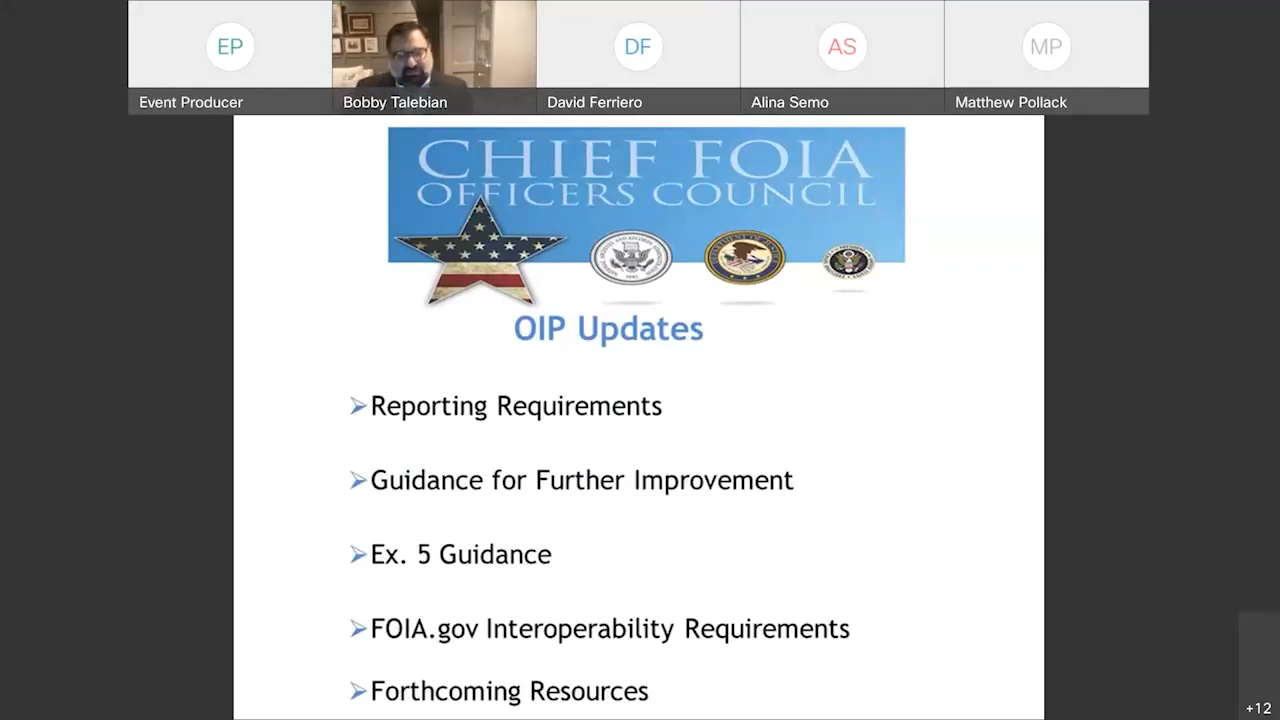 EP
DF
AS
MP
Event Producer
Bobby Talebian
David Ferriero
Alina Semo
Matthew Pollack
CHIEF FOIA
OFFICERS COUNCIL
OIP Updates
Reporting Requirements
Guidance for Further Improvement
Ex. 5 Guidance
FOIA.gov Interoperability Requirements
Forthcoming Resources
+12